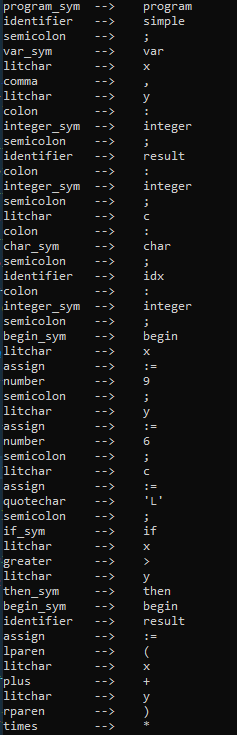 program_sym --> program
identifier --> simple
semicolon --> ;
var_sym --> var
litchar --> x
comma --> ,
litchar --> y
colon --> :
integer_sym --> integer
semicolon --> ;
identifier --> result
colon --> :
integer_sym --> integer
semicolon --> ;
litchar --> c
colon --> :
char_sym --> char
semicolon --> ;
identifier --> idx
colon --> :
integer_sym --> integer
semicolon --> ;
begin_sym --> begin
litchar --> x
assign --> :=
number --> 9
semicolon --> ;
litchar --> y
assign --> :=
number --> 6
semicolon --> ;
litchar --> c
assign --> :=
quotechar --> 'L'
semicolon --> ;
if_sym --> if
litchar --> x
greater --> >
litchar --> y
then_sym --> then
begin_sym --> begin
identifier --> result
assign --> :=
lparen --> (
litchar --> x
plus --> +
litchar --> y
rparen --> )
times --> *